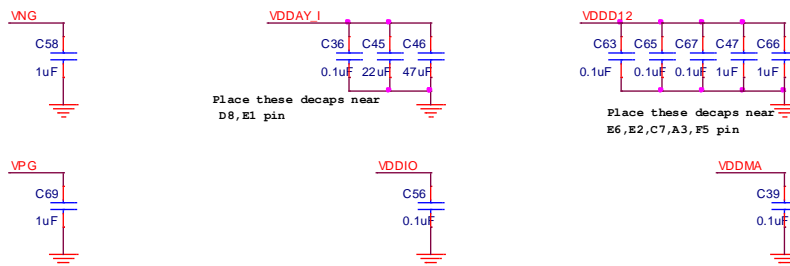 VNG
VDDAY_I
VDDD12
C58
C36 C45 C46
C63 C65 C67 C47 C66
1uF
0.1uF 22uF 47uF
0.1uF 0.1uF 0.1uF 1uF 1uF
Place these decaps near
D8,E1 pin
Place these decaps near
E6,E2,C7,A3,F5 pin
VPG
VDDIO
VDDMA
C69
C56
C39
1uF
0.1uF
0.1uF